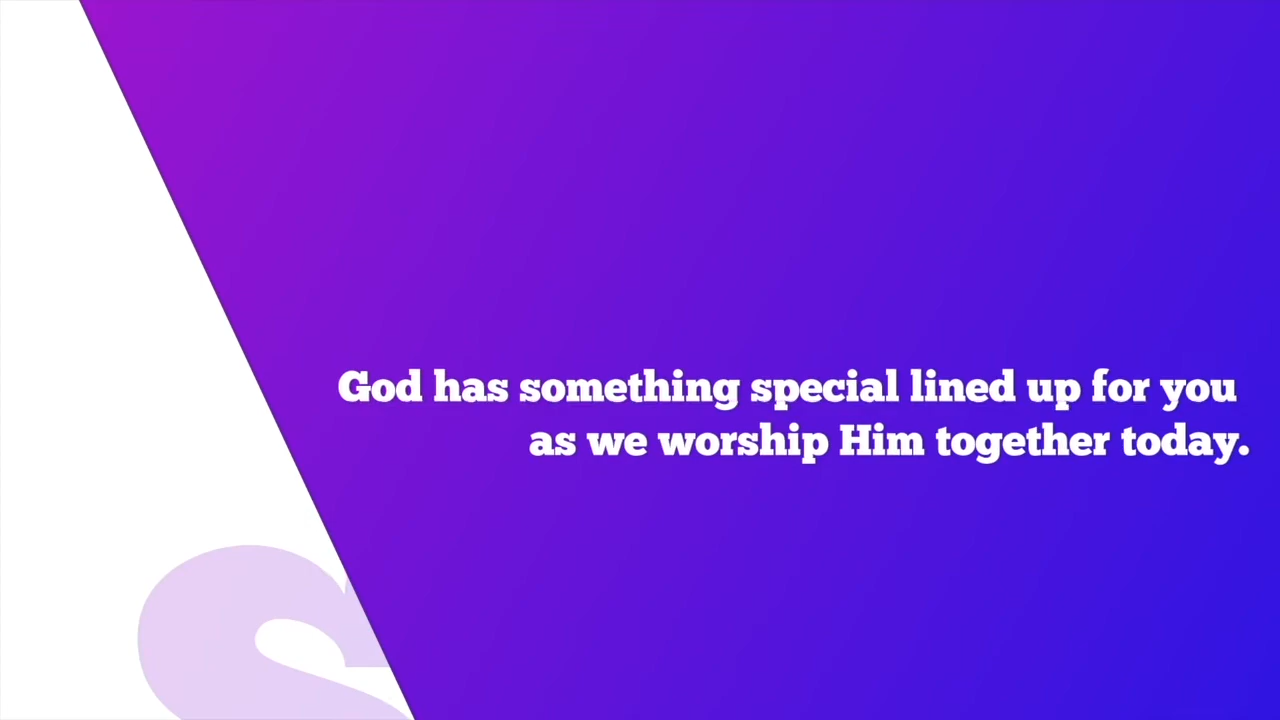 God has something special lined up for you
as we worship Him together today.
S